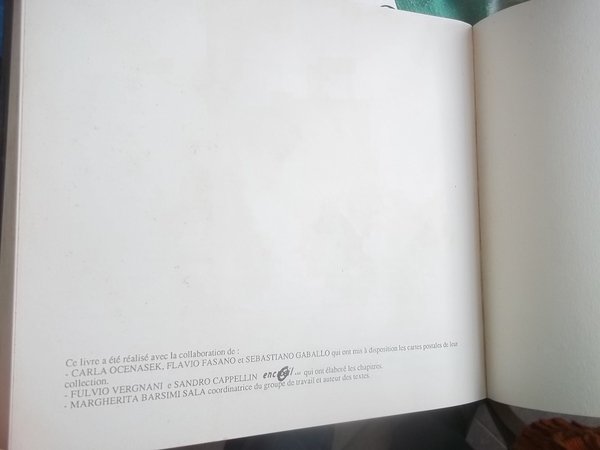 Ce livre a été réalisé avec la collaboration de :
- CARLA OCENASEK, FLAVIO FASANO et SEBASTIANO GABALLO qui ont mis à disposition les cartes postales de leur
collection.
- FULVIO VERGNANI e SANDRO CAPPELLIN qui ont élaboré les chapitres.
- MARGHERITA BARSIMI SALA coordinatrice du groupe de travail et auteur des textes.